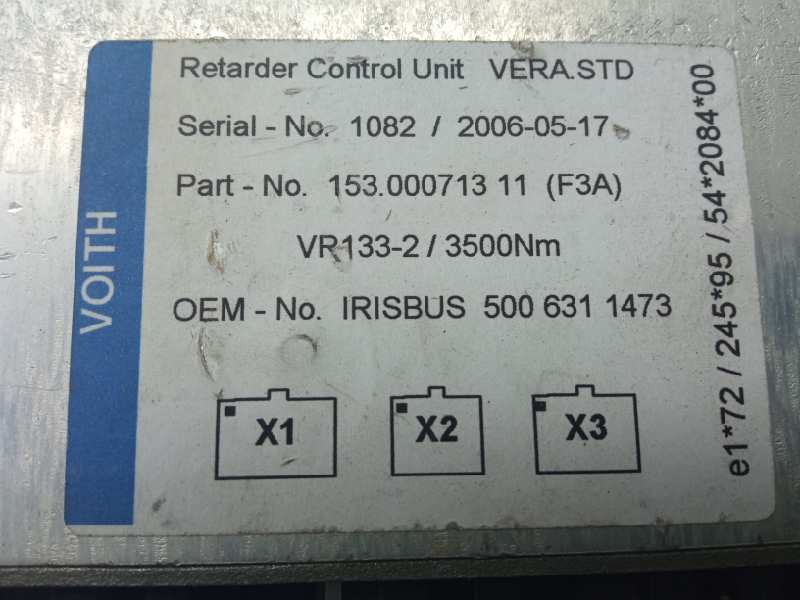 VOITH
Retarder Control Unit VERA.STD
Serial - No. 1082 / 2006-05-17
Part - No. 153.000713 11 (F3A)
VR133-2 / 3500Nm
OEM - No. IRISBUS 500 631 1473
X1 X2 X3
e1*72 / 245*95 / 54*2084*00